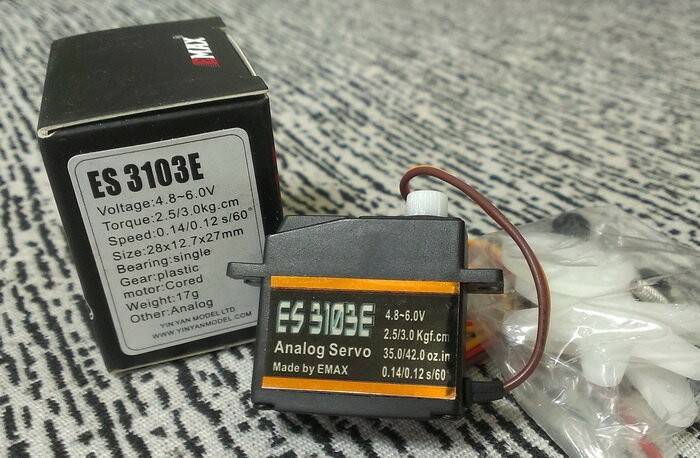 EMAX
ES 3103E
Voltage:4.8~6.0V
Torque:2.5/3.0kg.cm
Speed:0.14/0.12 s/60°
Size:28x12.7x27mm
Bearing:single
Gear:plastic
motor:Cored
Weight:17g
Other:Analog
YIN YAN MODEL LTD
WWW.YINYANMODEL.COM
ES 3103E
Analog Servo
Made by EMAX
4.8~6.0V
2.5/3.0 Kgf.cm
35.0/42.0 oz.in
0.14/0.12 s/60